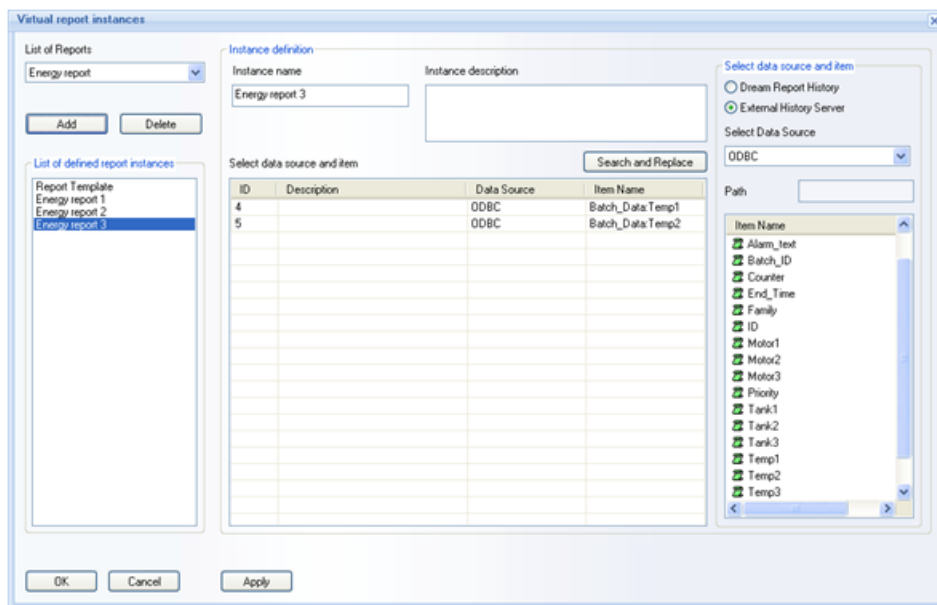 Virtual report instances
List of Reports
Energy report
Add
Delete
List of defined report instances
Report Template
Energy report 1
Energy report 2
Energy report 3
Instance definition
Instance name
Energy report 3
Instance description
Select data source and item
Search and Replace
ID Description Data Source Item Name
4 ODBC Batch_Data:Temp1
5 ODBC Batch_Data:Temp2
Select data source and item
Dream Report History
External History Server
Select Data Source
ODBC
Path
Item Name
Alarm_text
Batch_ID
Counter
End_Time
Family
ID
Motor1
Motor2
Motor3
Priority
Tank1
Tank2
Tank3
Temp1
Temp2
Temp3
OK
Cancel
Apply